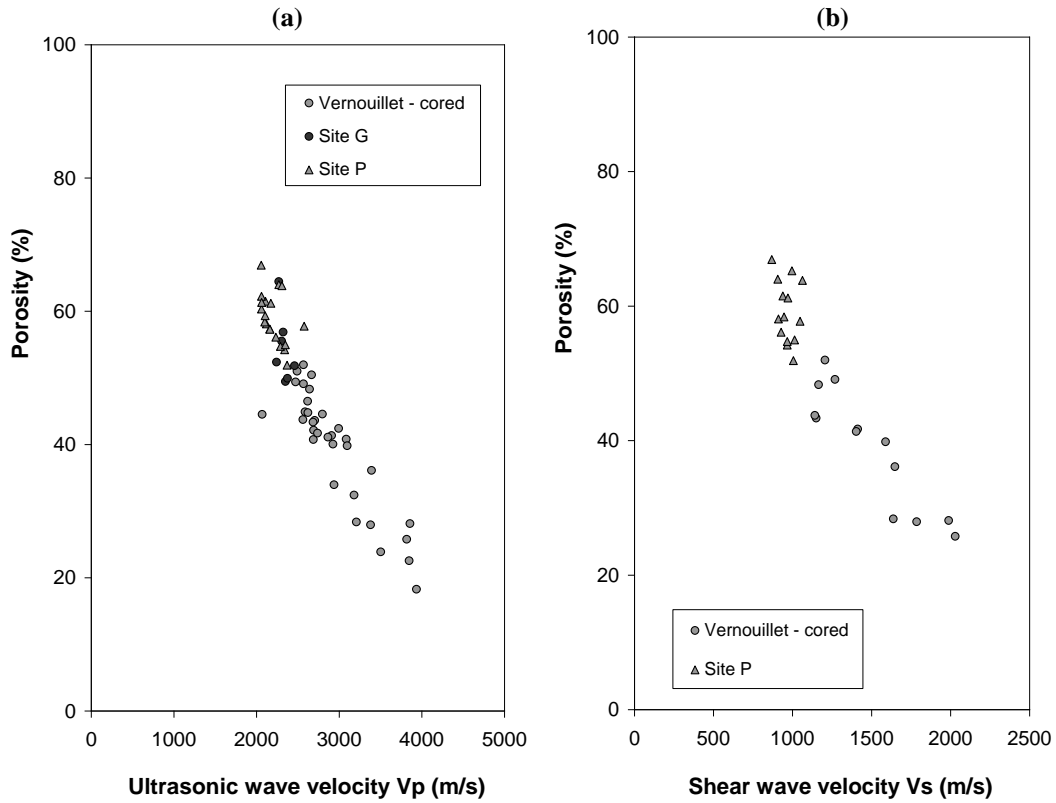 (a)
100
80
60
40
20
0
Porosity (%)
Vernouillet - cored
Site G
Site P
0 1000 2000 3000 4000 5000
Ultrasonic wave velocity Vp (m/s)
(b)
100
80
60
40
20
0
Porosity (%)
Vernouillet - cored
Site P
0 500 1000 1500 2000 2500
Shear wave velocity Vs (m/s)